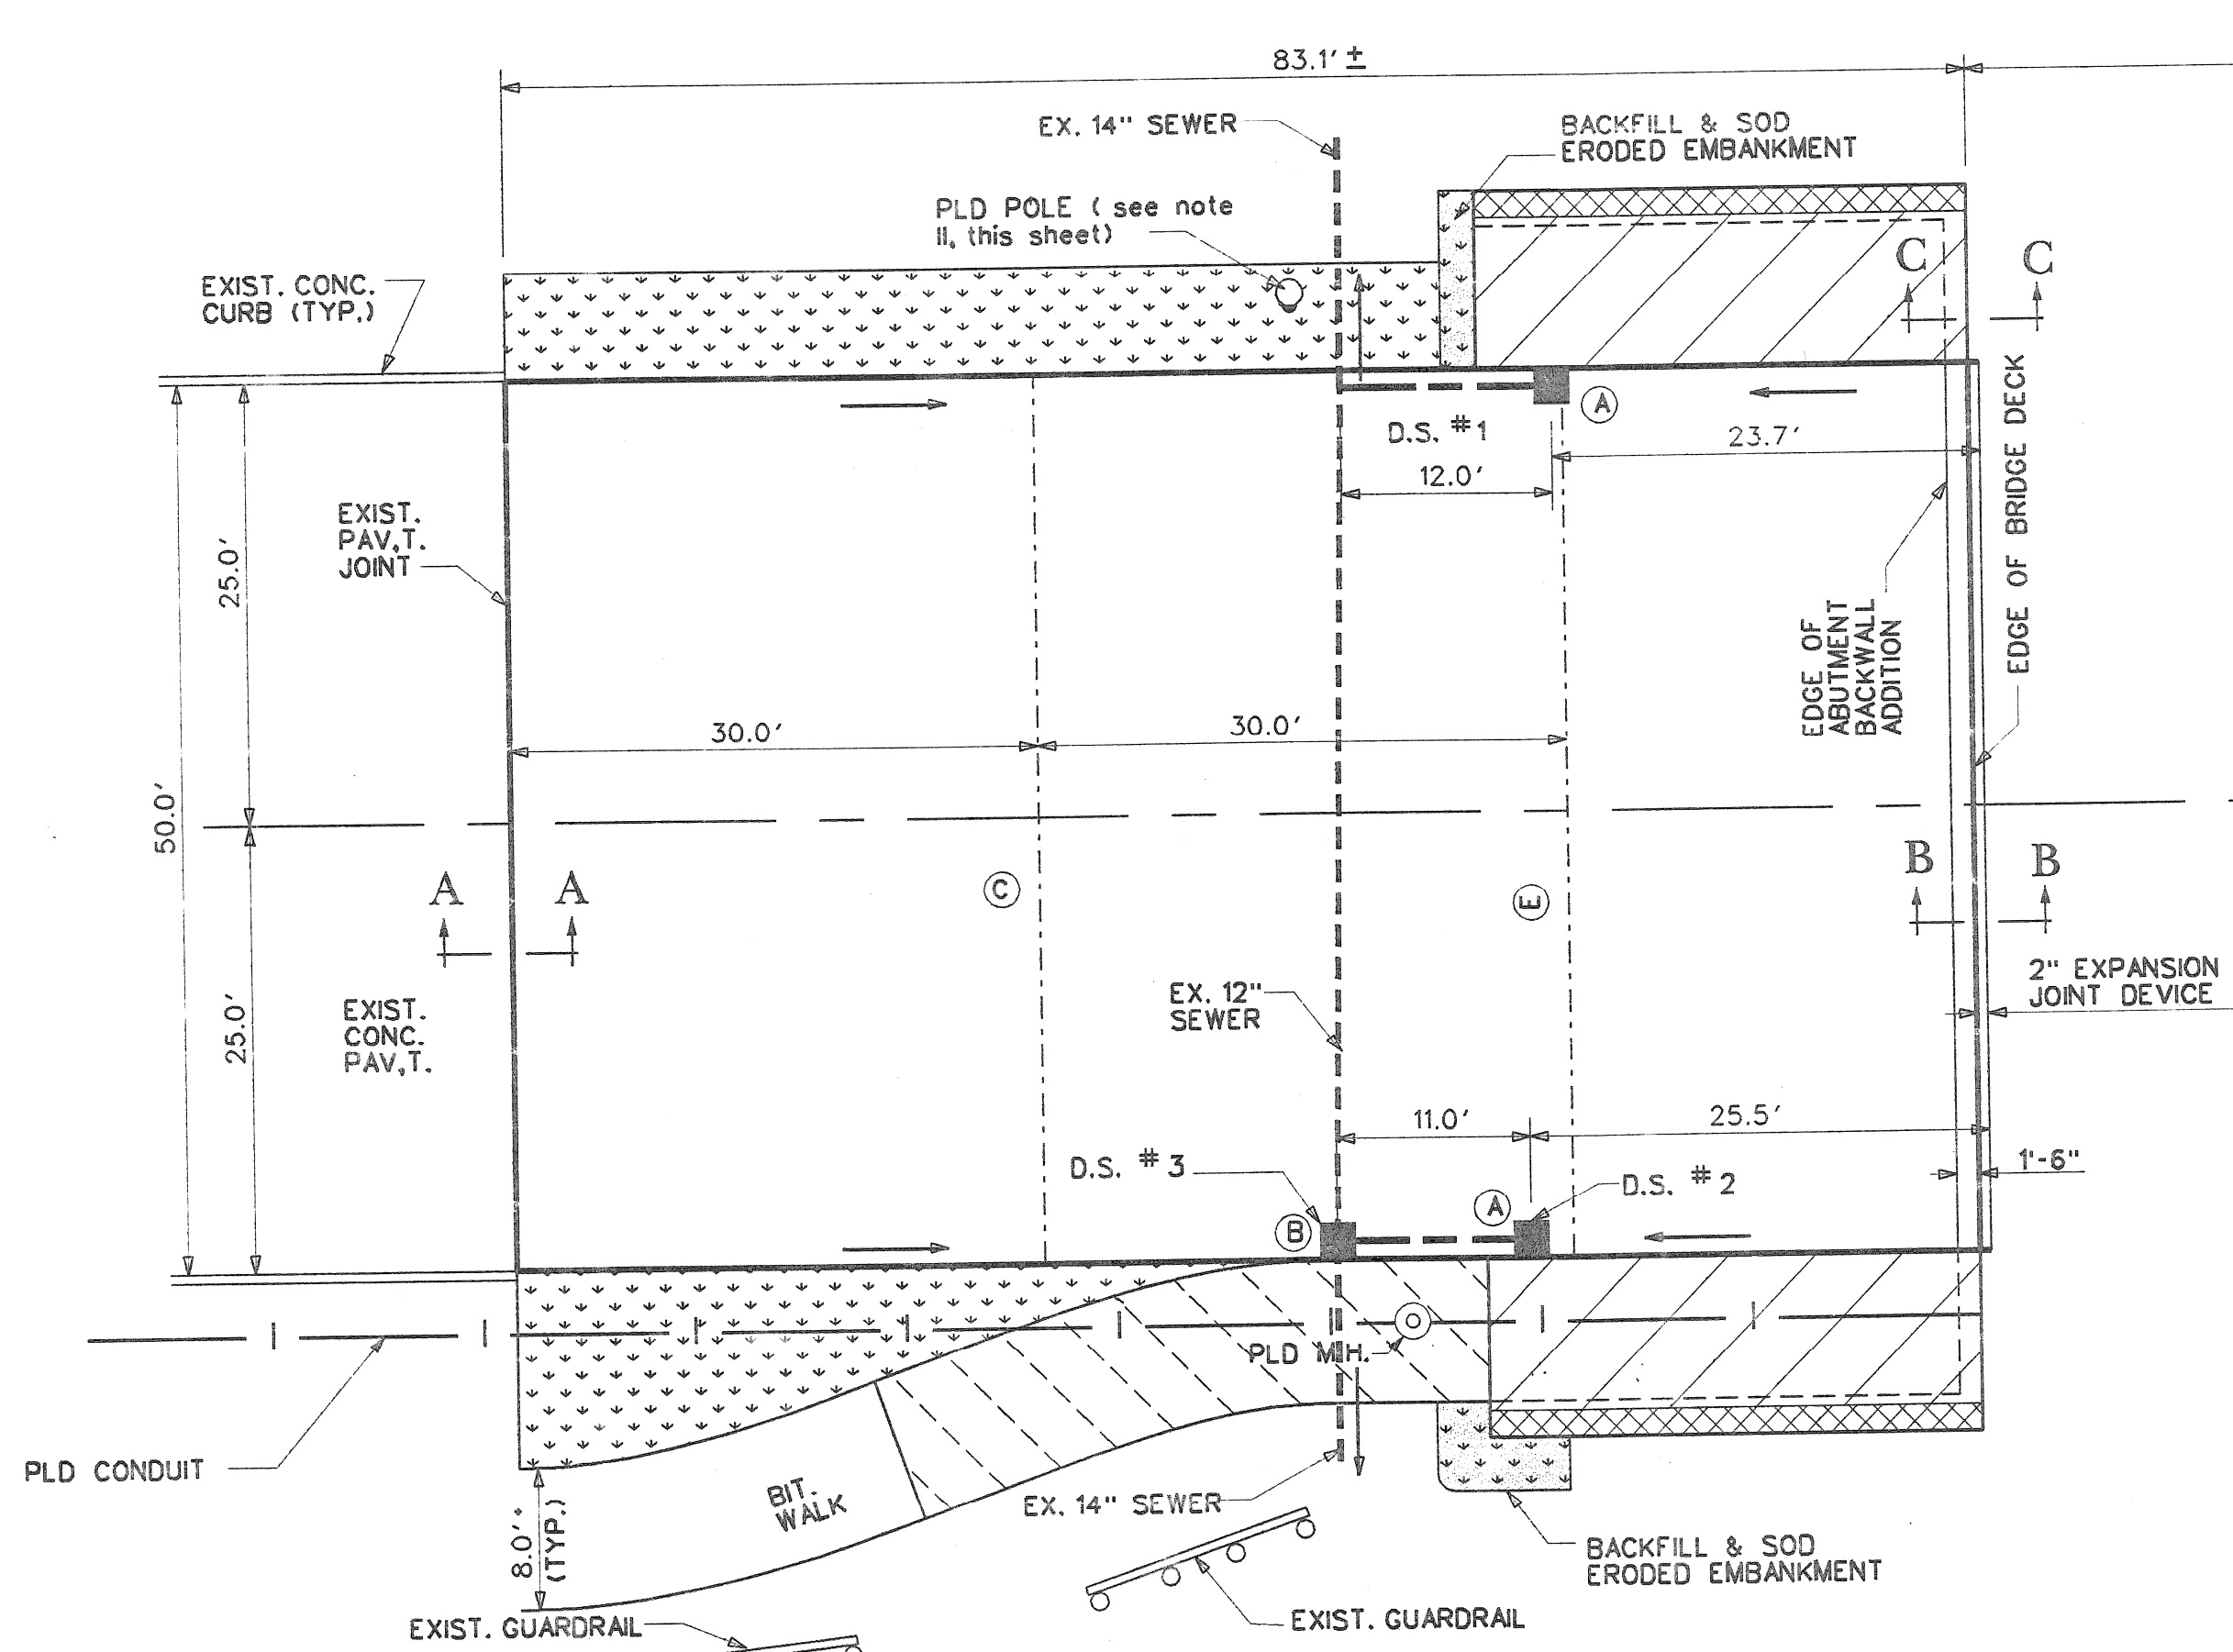 83.1' ±
EX. 14" SEWER
BACKFILL & SOD
ERODED EMBANKMENT
PLD POLE ( see note
II, this sheet)
EXIST. CONC.
CURB (TYP.)
C
C
A
D.S. #1
23.7'
12.0'
EDGE OF BRIDGE DECK
EXIST.
PAV,T.
JOINT
25.0'
EDGE OF
ABUTMENT
BACKWALL
ADDITION
30.0'
30.0'
50.0'
A
A
C
E
B
B
2" EXPANSION
JOINT DEVICE
EX. 12"
SEWER
EXIST.
CONC.
PAV,T.
25.0'
11.0'
25.5'
D.S. # 3
1'-6"
D.S. # 2
A
B
PLD M.H.
PLD CONDUIT
BIT.
WALK
EX. 14" SEWER
8.0'±
(TYP.)
BACKFILL & SOD
ERODED EMBANKMENT
EXIST. GUARDRAIL
EXIST. GUARDRAIL